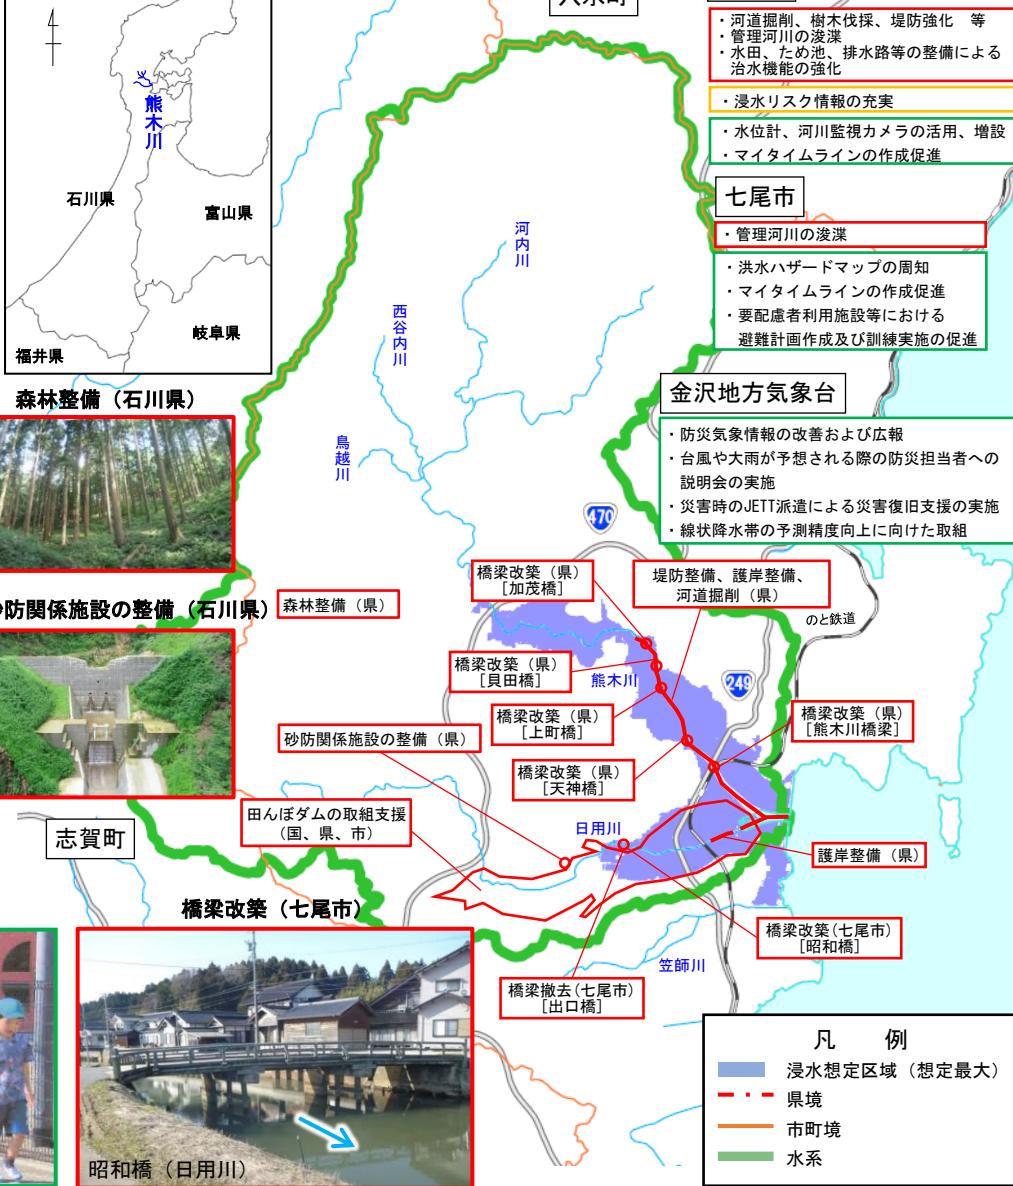 熊木川
石川県
富山県
岐阜県
福井県
・河道掘削、樹木伐採、堤防強化　等
・管理河川の浚渫
・水田、ため池、排水路等の整備による
治水機能の強化
・浸水リスク情報の充実
・水位計、河川監視カメラの活用、増設
・マイタイムラインの作成促進
七尾市
・管理河川の浚渫
・洪水ハザードマップの周知
・マイタイムラインの作成促進
・要配慮者利用施設等における
避難計画作成及び訓練実施の促進
金沢地方気象台
・防災気象情報の改善および広報
・台風や大雨が予想される際の防災担当者への
説明会の実施
・災害時のJETT派遣による災害復旧支援の実施
・線状降水帯の予測精度向上に向けた取組
河内川
西谷内川
鳥越川
森林整備（石川県）
470
橋梁改築（県）
[加茂橋]
堤防整備、護岸整備、
河道掘削（県）
のと鉄道
防関係施設の整備（石川県）
森林整備（県）
橋梁改築（県）
[貝田橋]
熊木川
249
橋梁改築（県）
[上町橋]
橋梁改築（県）
[熊木川橋梁]
砂防関係施設の整備（県）
橋梁改築（県）
[天神橋]
田んぼダムの取組支援
（国、県、市）
日用川
志賀町
護岸整備（県）
橋梁改築（七尾市）
橋梁改築(七尾市)
[昭和橋]
笠師川
橋梁撤去(七尾市)
[出口橋]
昭和橋（日用川）
凡　例
浸水想定区域（想定最大）
県境
市町境
水系